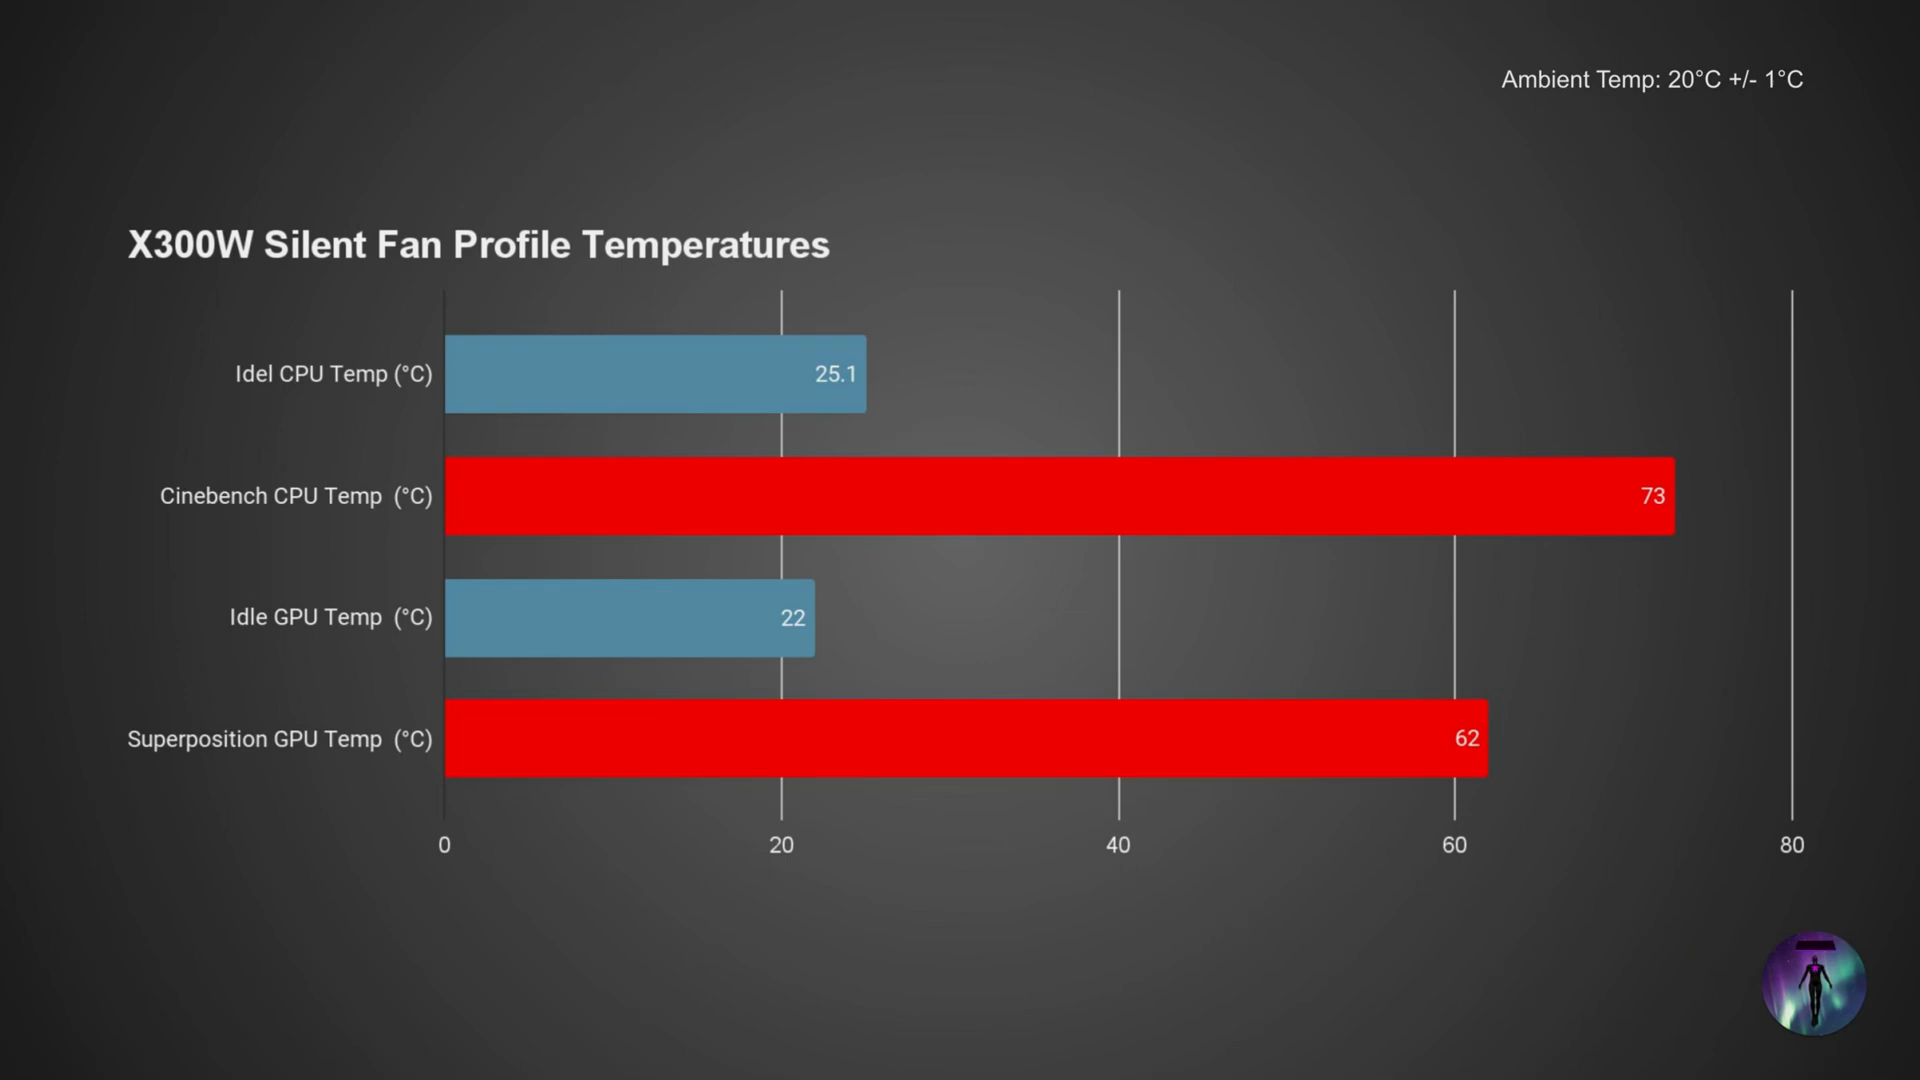 Ambient Temp: 20°C +/- 1°C
X300W Silent Fan Profile Temperatures
Idel CPU Temp (°C)
25.1
Cinebench CPU Temp (°C)
73
Idle GPU Temp (°C)
22
Superposition GPU Temp (°C)
62
0 20 40 60 80